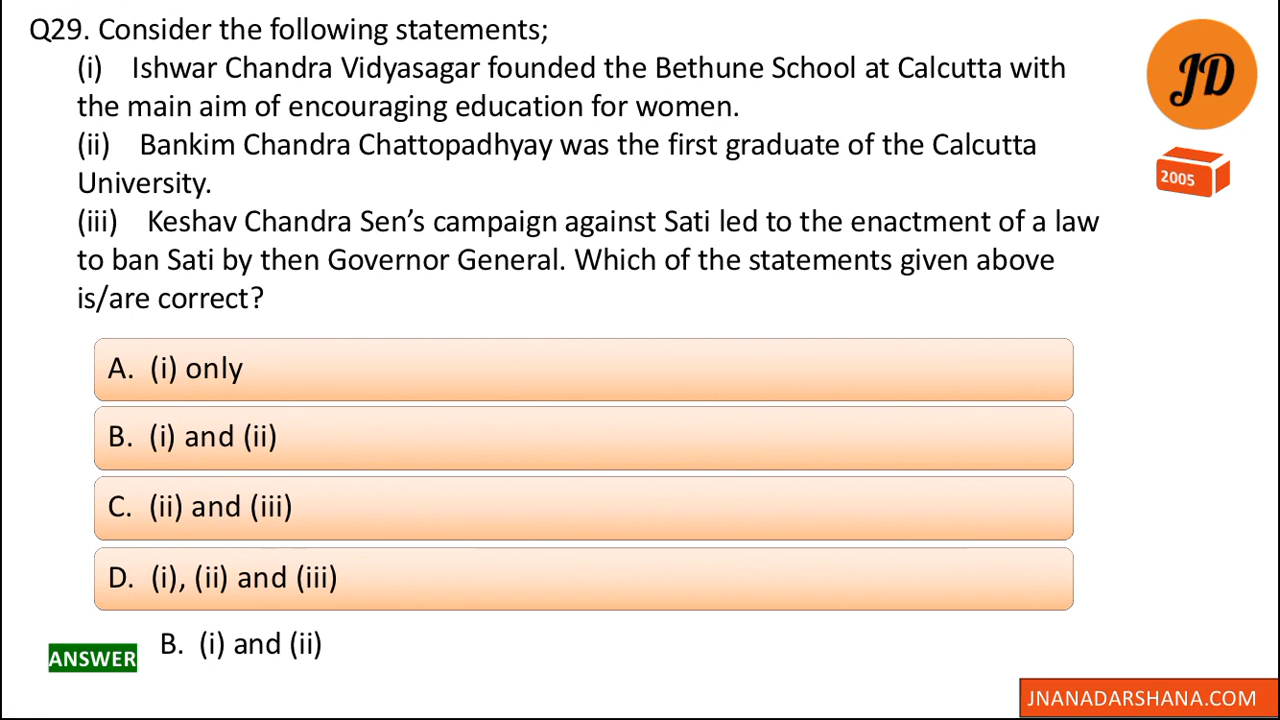 Q29. Consider the following statements;
(i) Ishwar Chandra Vidyasagar founded the Bethune School at Calcutta with
the main aim of encouraging education for women.
(ii) Bankim Chandra Chattopadhyay was the first graduate of the Calcutta
University.
(iii) Keshav Chandra Sen’s campaign against Sati led to the enactment of a law
to ban Sati by then Governor General. Which of the statements given above
is/are correct?
JD
2005
A. (i) only
B. (i) and (ii)
C. (ii) and (iii)
D. (i), (ii) and (iii)
ANSWER B. (i) and (ii)
JNANADARSHANA.COM